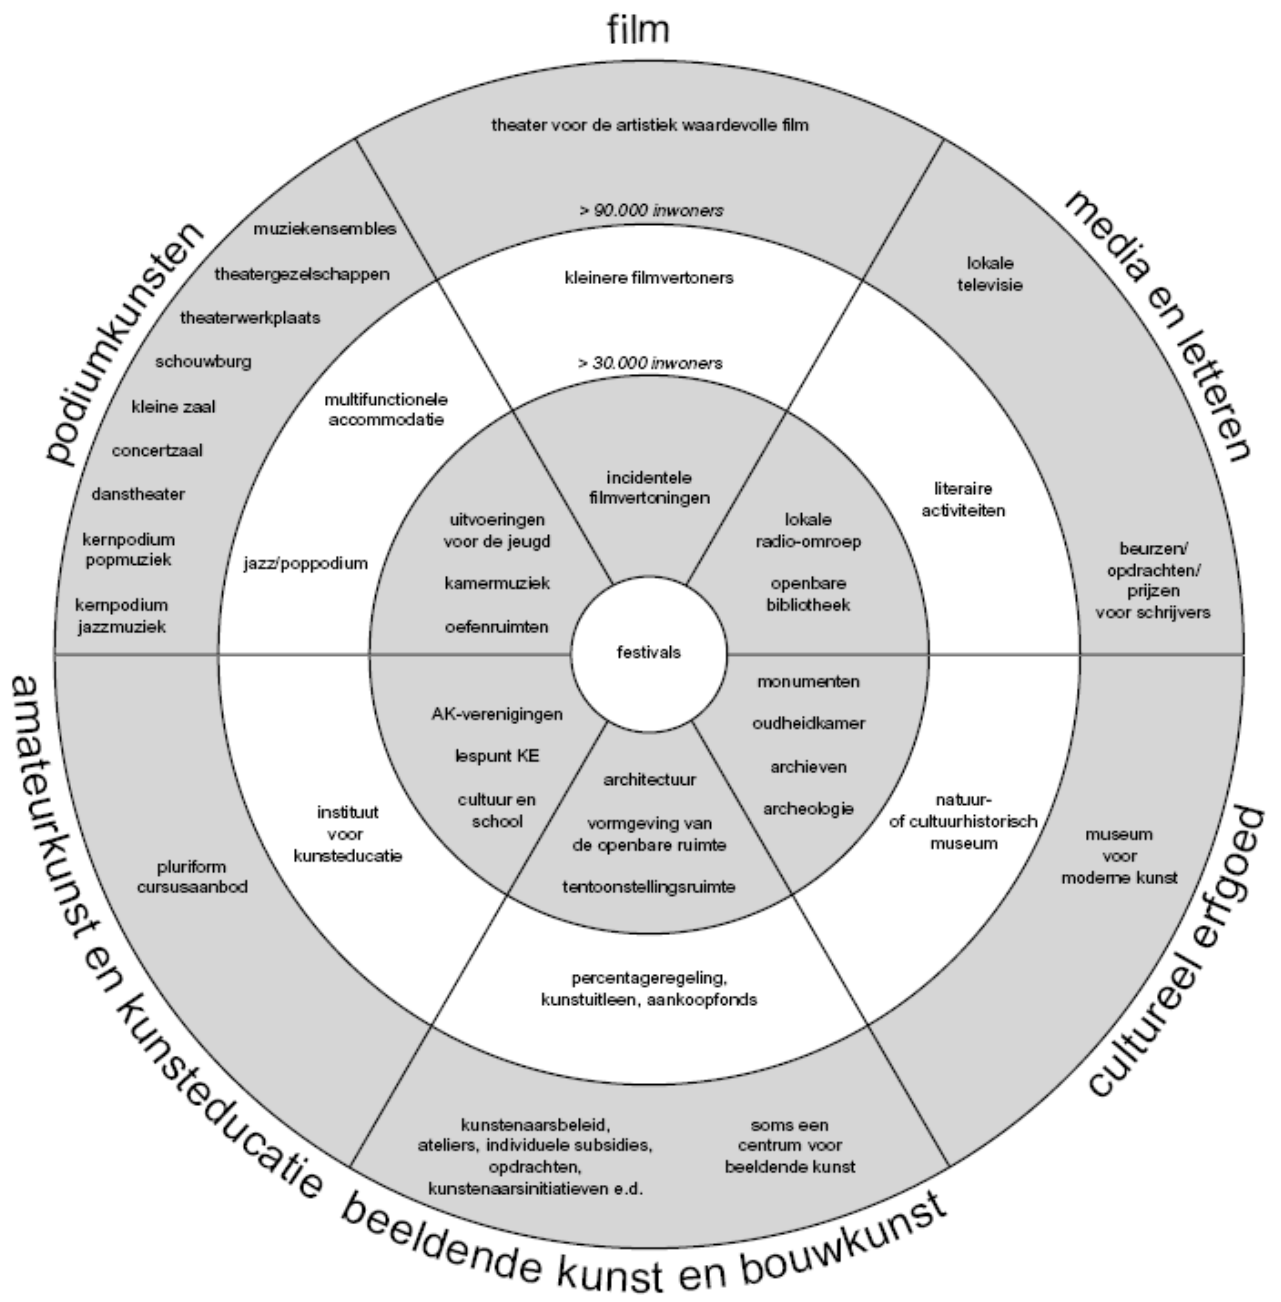 film
theater voor de artistiek waardevolle film
> 90.000 inwoners
kleinere filmvertoners
> 30.000 inwoners
incidentele
filmvertoningen
media en letteren
lokale
televisie
beurzen/
opdrachten/
prijzen
voor schrijvers
literaire
activiteiten
lokale
radio-omroep
openbare
bibliotheek
cultureel erfgoed
museum
voor
moderne kunst
natuur-
of cultuurhistorisch
museum
monumenten
oudheidkamer
archieven
archeologie
beeldende kunst en bouwkunst
kunstenaarsbeleid,
ateliers, individuele subsidies,
opdrachten,
kunstenaarsinitiatieven e.d.
soms een
centrum voor
beeldende kunst
percentageregeling,
kunstuitleen, aankoopfonds
architectuur
vormgeving van
de openbare ruimte
tentoonstellingsruimte
amateurkunst en kunsteducatie
pluriform
cursusaanbod
instituut
voor
kunsteducatie
AK-verenigingen
lespunt KE
cultuur en
school
podiumkunsten
muziekensembles
theatergezelschappen
theaterwerkplaats
schouwburg
kleine zaal
concertzaal
danstheater
kernpodium
popmuziek
kernpodium
jazzmuziek
multifunctionele
accommodatie
jazz/poppodium
uitvoeringen
voor de jeugd
kamermuziek
oefenruimten
festivals